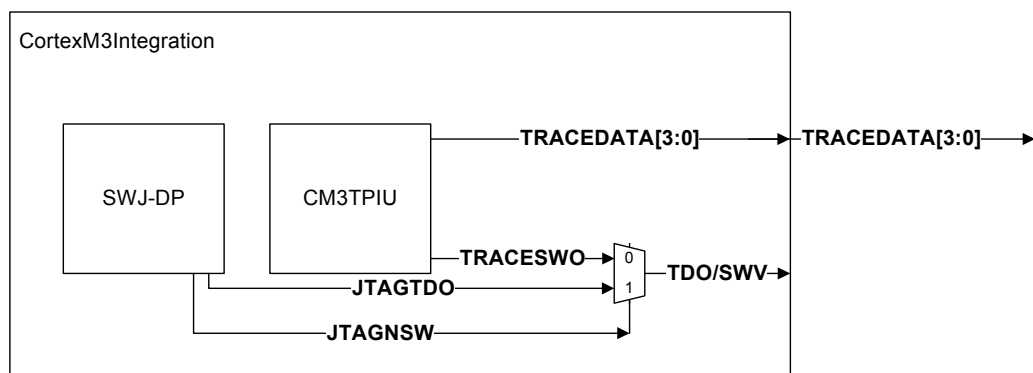 CortexM3Integration
TRACEDATA[3:0]
TRACEDATA[3:0]
SWJ-DP
CM3TPIU
TRACESWO
0
TDO/SWV
JTAGTDO
1
JTAGNSW